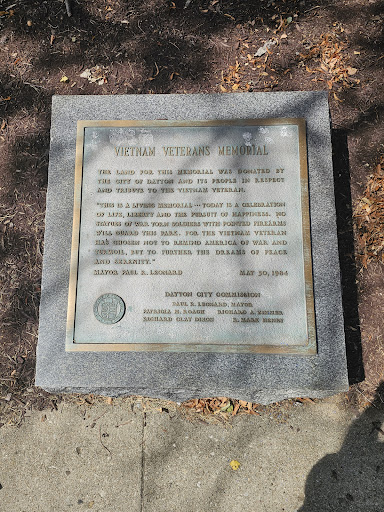 VIETNAM VETERANS MEMORIAL
THE LAND FOR THIS MEMORIAL WAS DONATED BY
THE CITY OF DAYTON AND ITS PEOPLE IN RESPECT
AND TRIBUTE TO THE VIETNAM VETERAN.
"THIS IS A LIVING MEMORIAL --- TODAY IS A CELEBRATION
OF LIFE, LIBERTY AND THE PURSUIT OF HAPPINESS. NO
STATUES OF WAR TORN SOLDIERS WITH POINTED FIREARMS
WILL GUARD THIS PARK. FOR THE VIETNAM VETERAN
HAS CHOSEN NOT TO REMIND AMERICA OF WAR AND
TURMOIL, BUT TO FURTHER THE DREAMS OF PEACE
AND SERENITY."
MAYOR PAUL R. LEONARD MAY 30, 1984
DAYTON CITY COMMISSION
PAUL R. LEONARD, MAYOR
PATRICIA M. ROACH RICHARD A. ZIMMER
RICHARD CLAY DIXON E. MARK HENRY